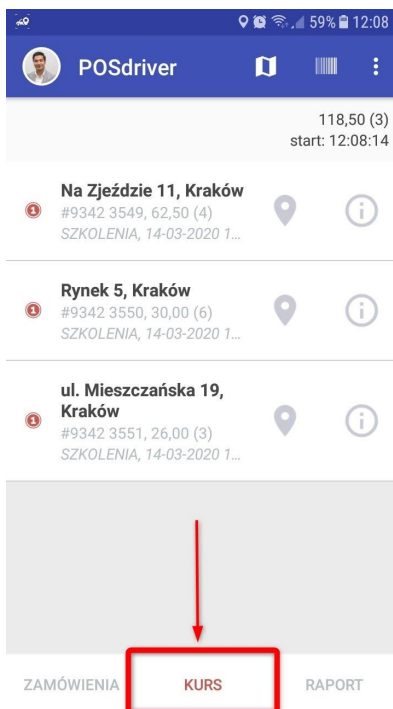 59% 12:08
POSdriver
118,50 (3)
start: 12:08:14
Na Zjeździe 11, Kraków
#9342 3549, 62,50 (4)
SZKOLENIA, 14-03-2020 1...
Rynek 5, Kraków
#9342 3550, 30,00 (6)
SZKOLENIA, 14-03-2020 1...
ul. Mieszczańska 19,
Kraków
#9342 3551, 26,00 (3)
SZKOLENIA, 14-03-2020 1...
ZAMÓWIENIA KURS RAPORT